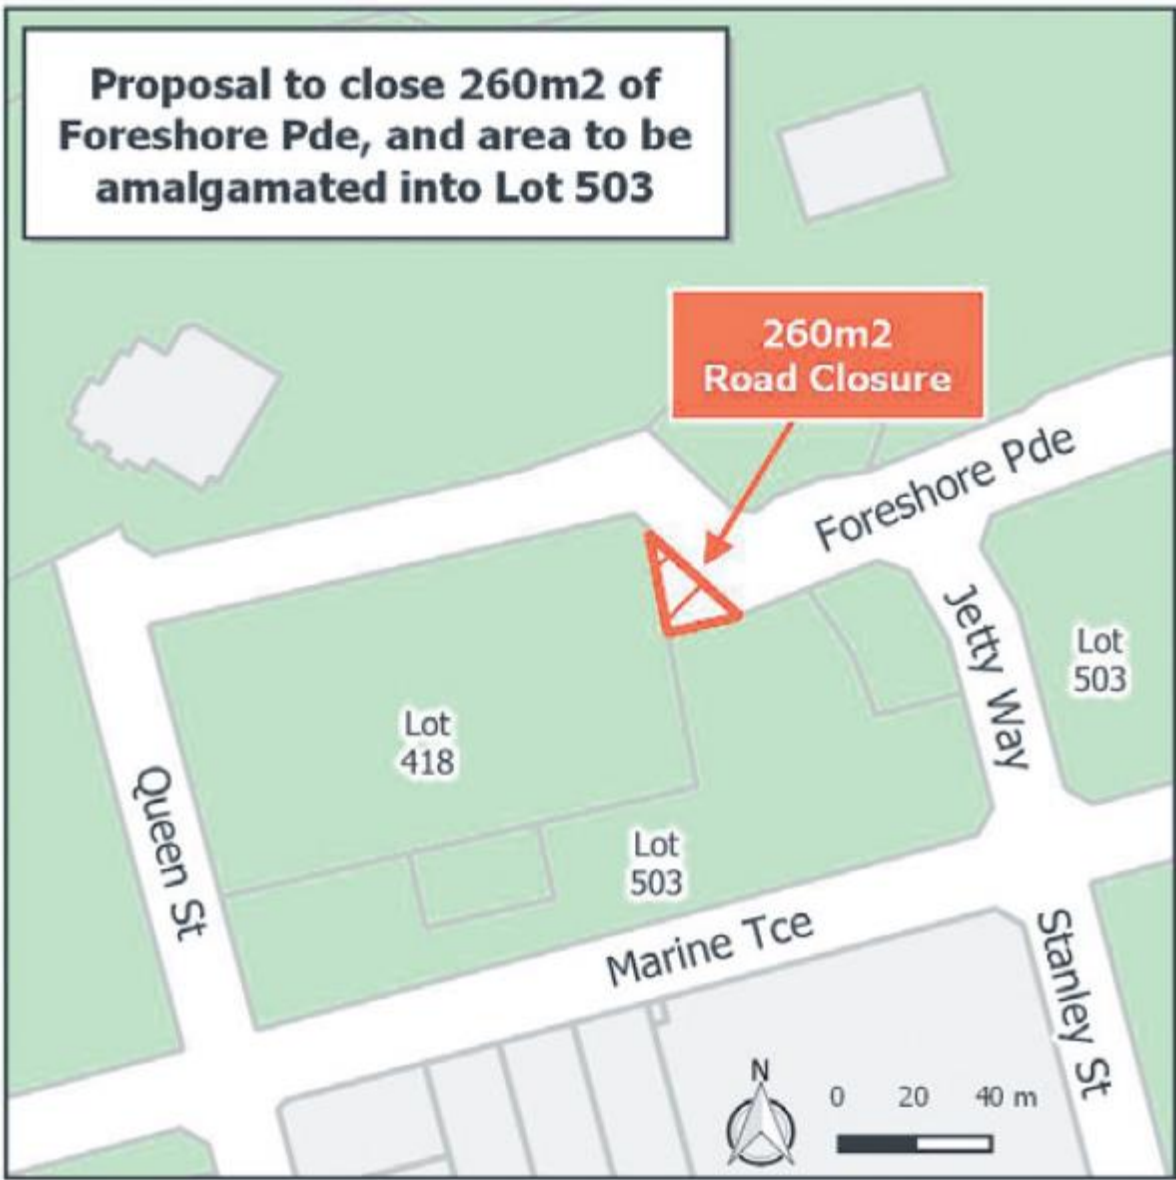 Proposal to close 260m2 of
Foreshore Pde, and area to be
amalgamated into Lot 503
260m2
Road Closure
Foreshore Pde
Jetty Way
Lot
503
Lot
418
Queen St
Lot
503
Marine Tce
Stanley St
N
0 20 40 m